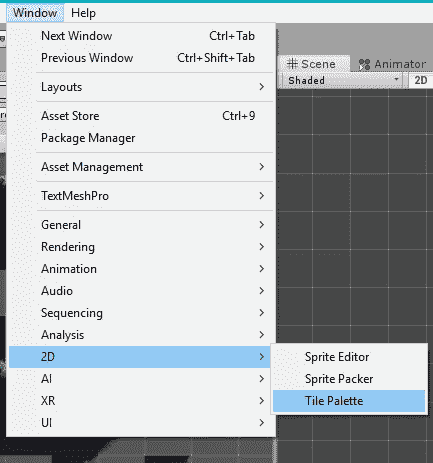 Window Help
Next Window Ctrl+Tab
Previous Window Ctrl+Shift+Tab
Layouts
Asset Store Ctrl+9
Package Manager
Asset Management
TextMeshPro
General
Rendering
Animation
Audio
Sequencing
Analysis
2D
AI
XR
UI
Sprite Editor
Sprite Packer
Tile Palette
Scene Animator
Shaded 2D